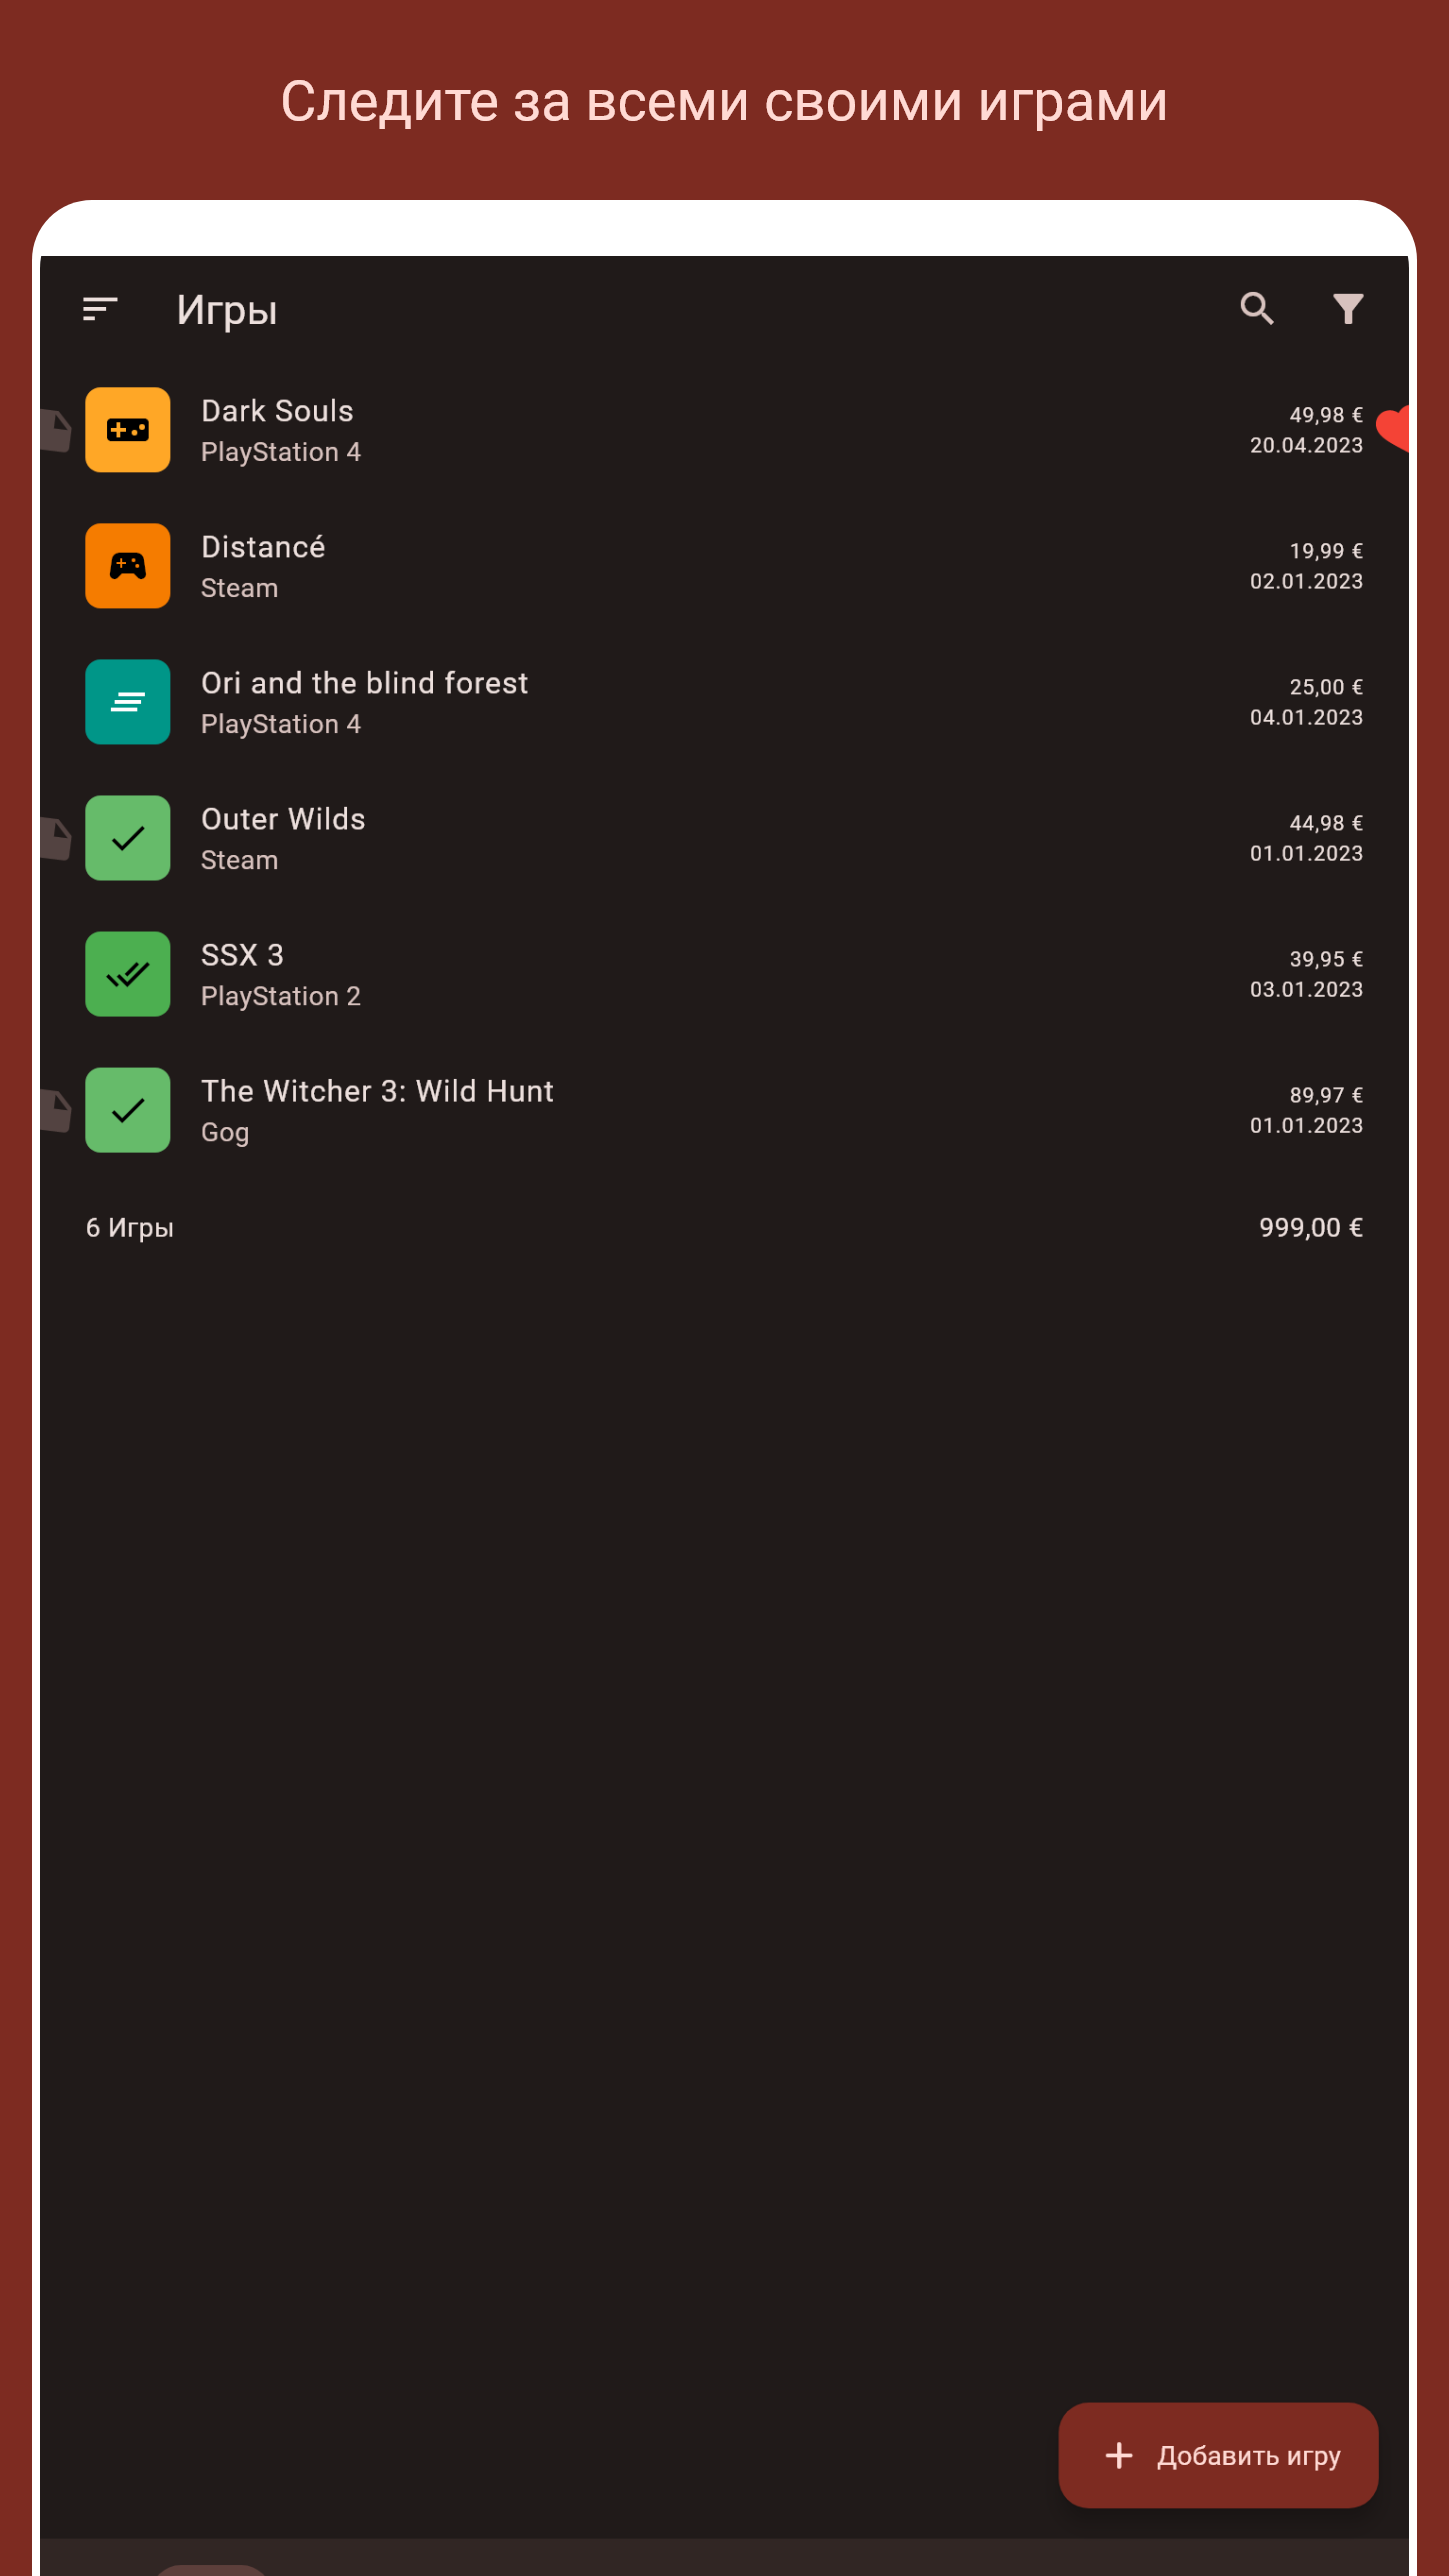 Следите за всеми своими играми
Игры
Dark Souls
PlayStation 4
49,98 €
20.04.2023
Distancé
Steam
19,99 €
02.01.2023
Ori and the blind forest
PlayStation 4
25,00 €
04.01.2023
Outer Wilds
Steam
44,98 €
01.01.2023
SSX 3
PlayStation 2
39,95 €
03.01.2023
The Witcher 3: Wild Hunt
Gog
89,97 €
01.01.2023
6 Игры
999,00 €
Добавить игру